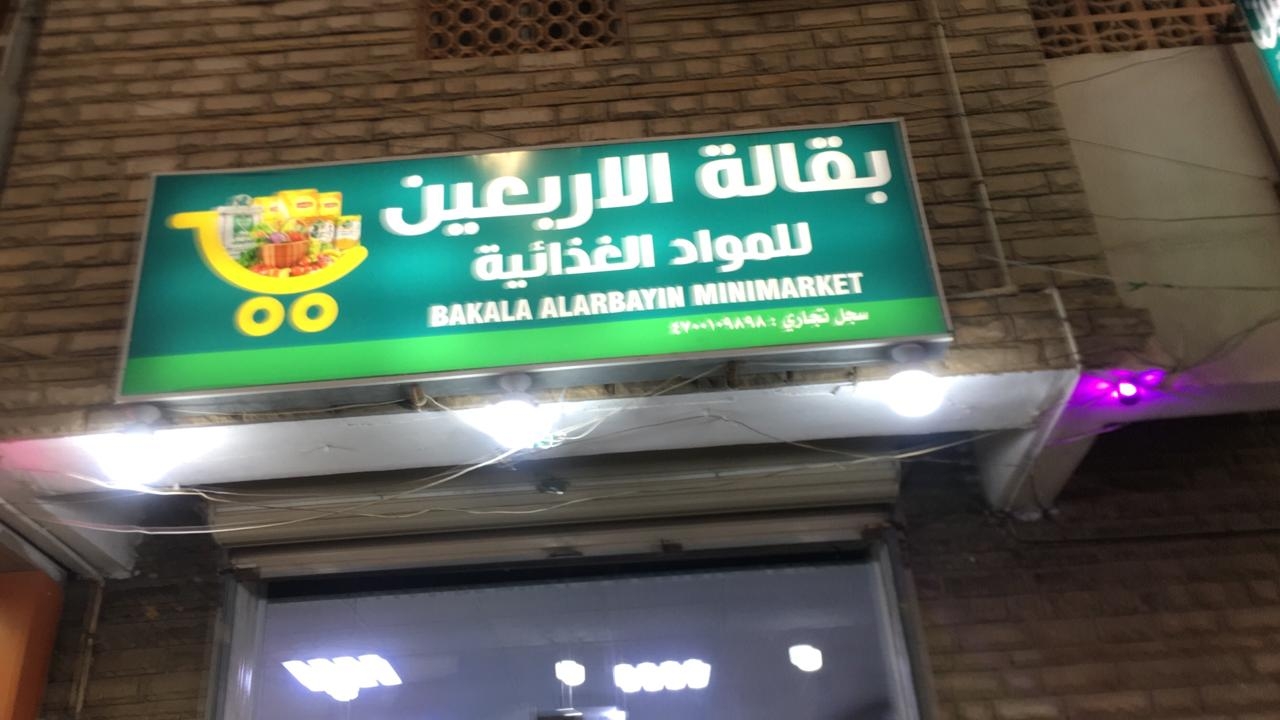 بقالة الاربعين
للمواد الغذائية
BAKALA ALARBAYIN MINIMARKET
سجل تجاري : ٤٧٠٠١٠٩٨٩٨